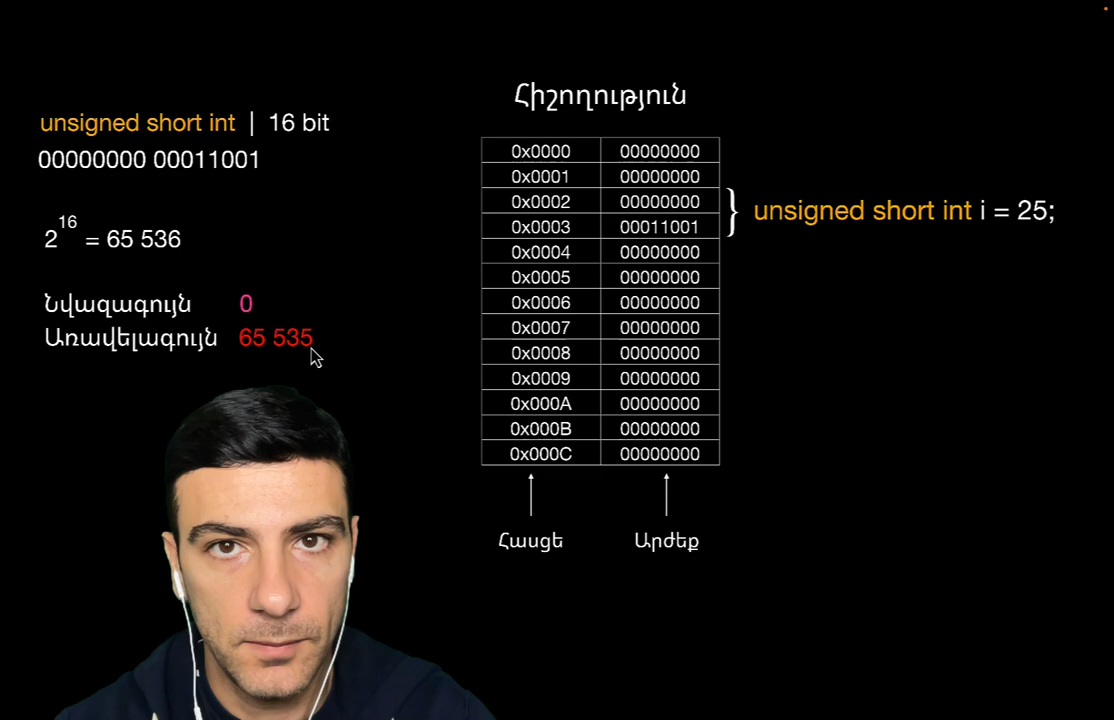 Հիշողություն
unsigned short int | 16 bit
00000000 00011001
2^16 = 65 536
Նվազագույն 0
Առավելագույն 65 535
0x0000 00000000
0x0001 00000000
0x0002 00000000
0x0003 00011001
0x0004 00000000
0x0005 00000000
0x0006 00000000
0x0007 00000000
0x0008 00000000
0x0009 00000000
0x000A 00000000
0x000B 00000000
0x000C 00000000
} unsigned short int i = 25;
Հասցե Արժեք